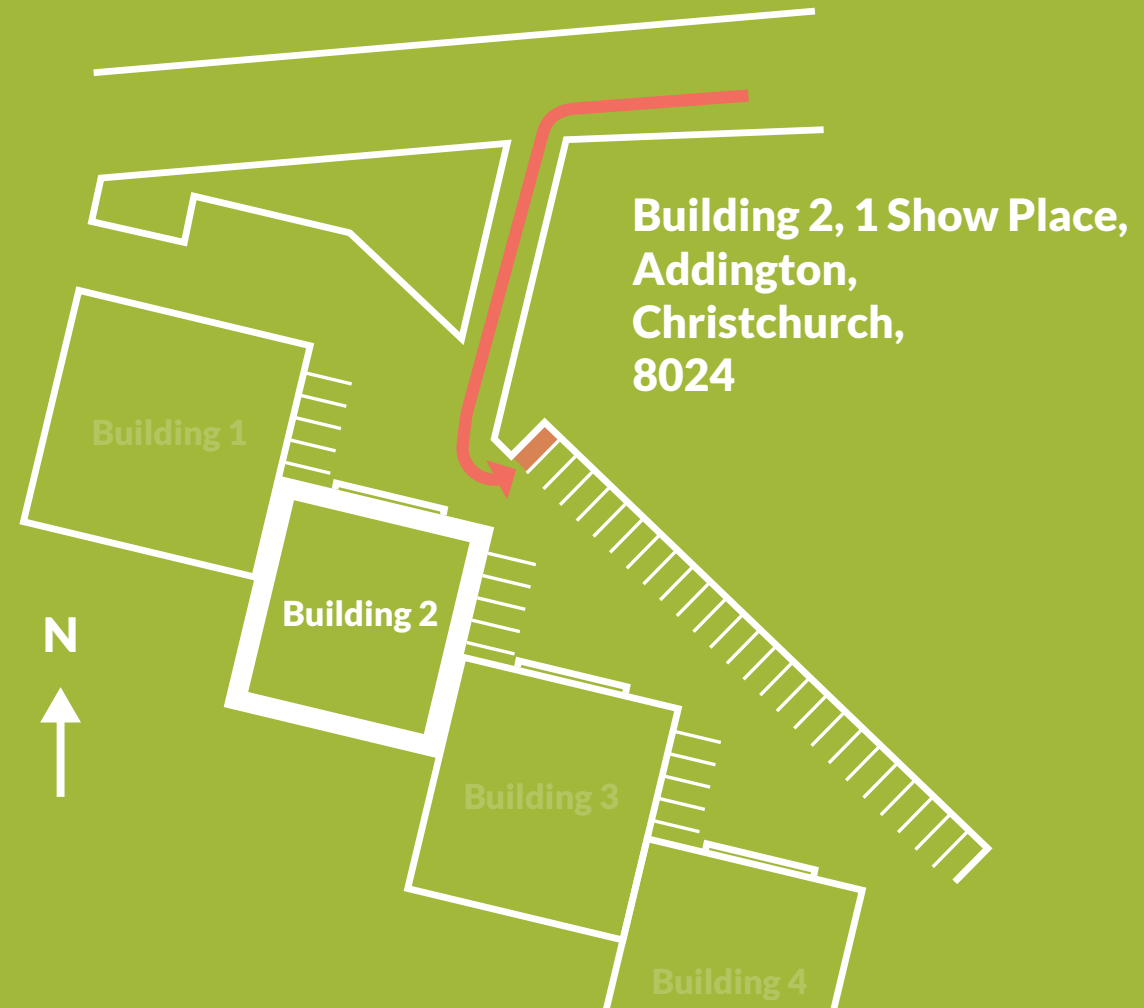 Building 2, 1 Show Place,
Addington,
Christchurch,
8024
Building 1
Building 2
N
Building 3
Building 4